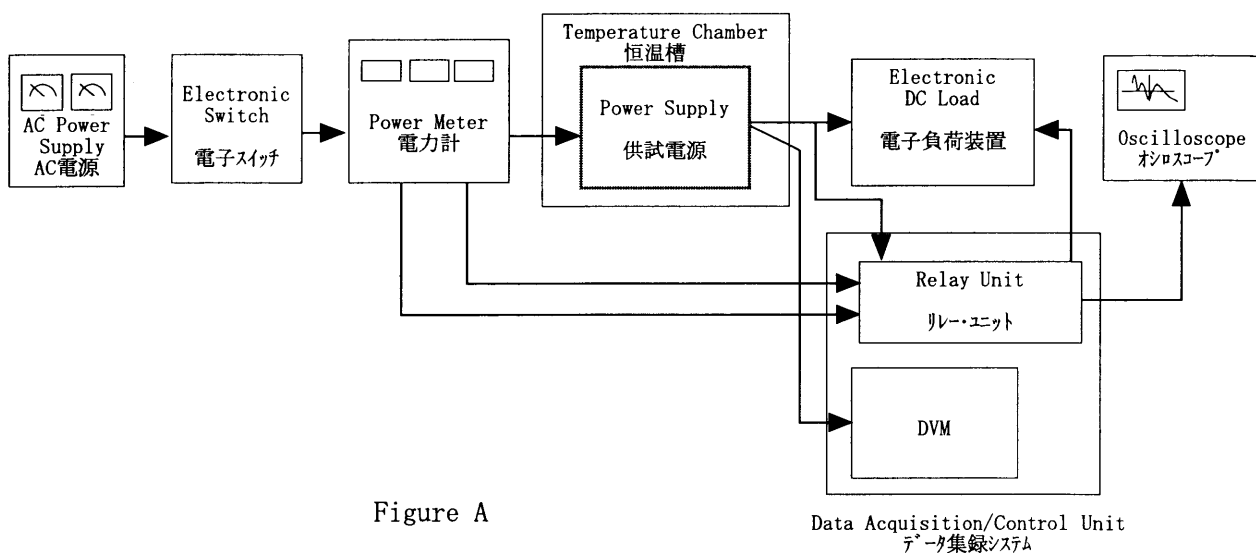 AC Power
Supply
AC電源
Electronic
Switch
電子スイッチ
Power Meter
電力計
Temperature Chamber
恒温槽
Power Supply
供試電源
Electronic
DC Load
電子負荷装置
Oscilloscope
オシロスコープ
Relay Unit
リレー・ユニット
DVM
Figure A
Data Acquisition/Control Unit
データ集録システム